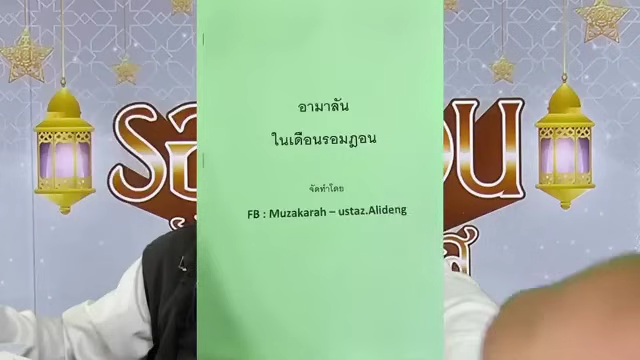 อามาลัน
ในเดือนรอมฎอน
จัดทำโดย
FB : Muzakarah – ustaz.Alideng